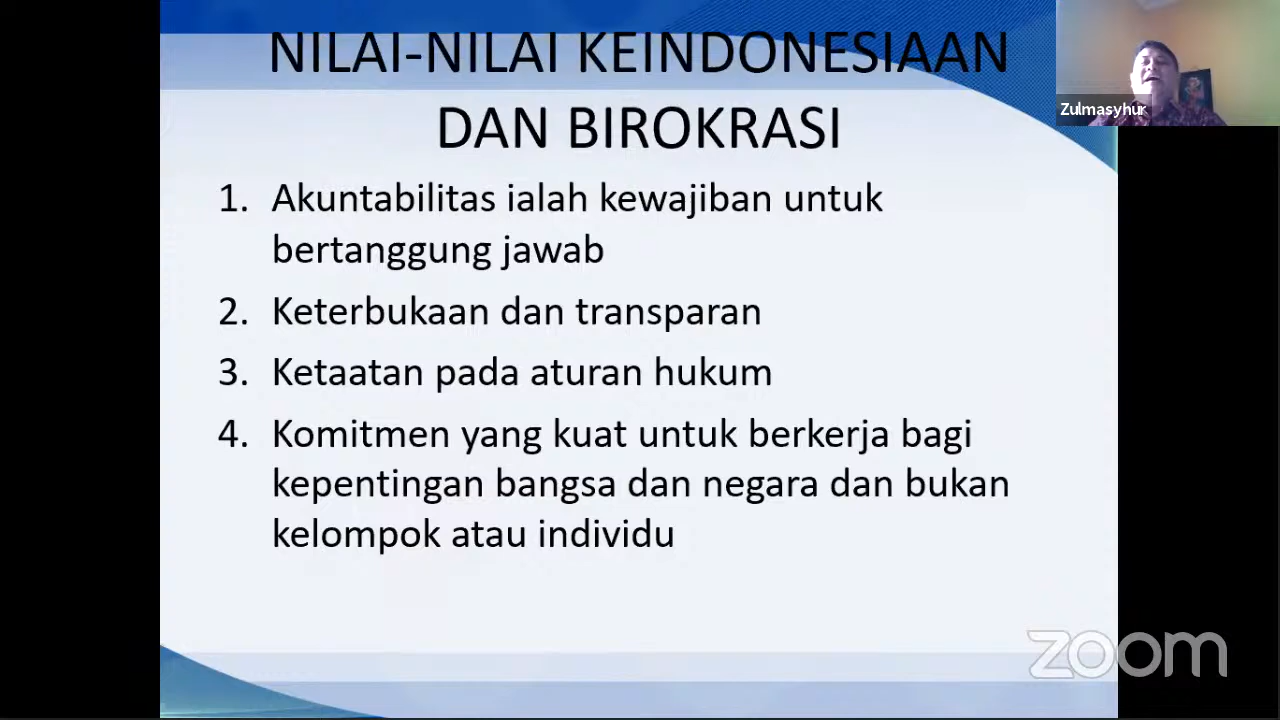 NILAI-NILAI KEINDONESIAAN
DAN BIROKRASI
Zulmasyhur
1. Akuntabilitas ialah kewajiban untuk
bertanggung jawab
2. Keterbukaan dan transparan
3. Ketaatan pada aturan hukum
4. Komitmen yang kuat untuk berkerja bagi
kepentingan bangsa dan negara dan bukan
kelompok atau individu
zoom